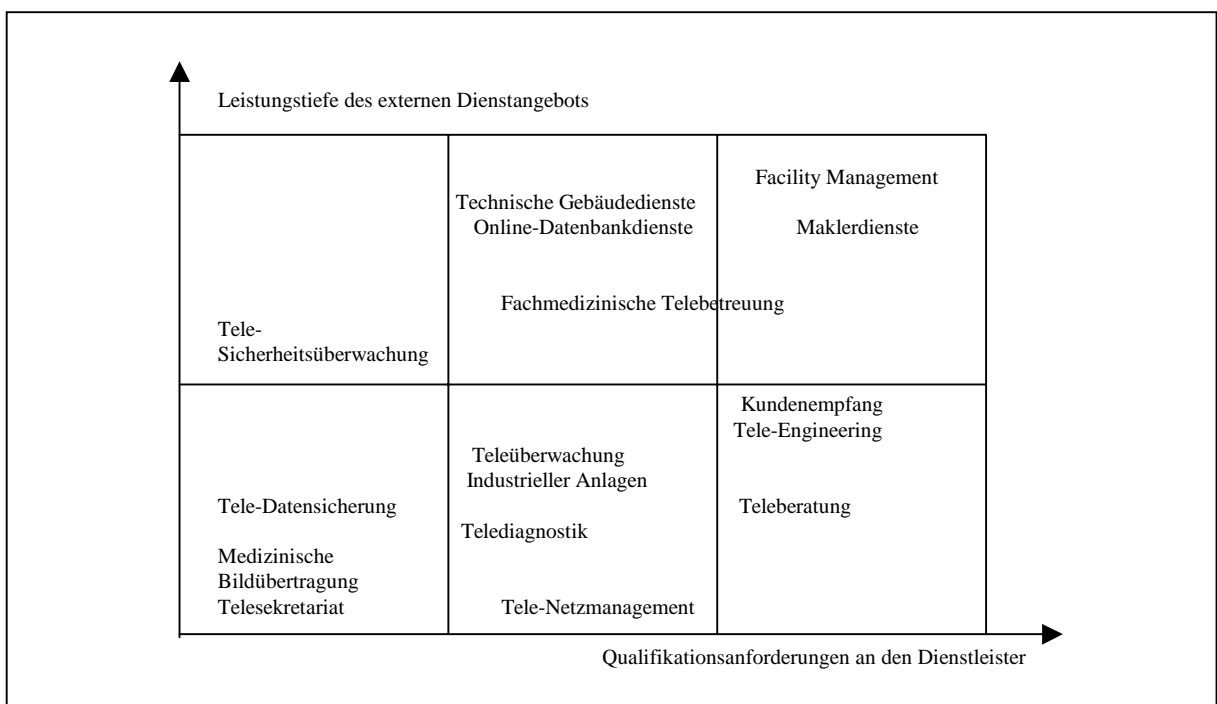 Leistungstiefe des externen Dienstangebots
Facility Management
Technische Gebäudedienste
Online-Datenbankdienste
Maklerdienste
Fachmedizinische Telebetreuung
Tele-
Sicherheitsüberwachung
Kundenempfang
Tele-Engineering
Teleüberwachung
Industrieller Anlagen
Tele-Datensicherung
Teleberatung
Telediagnostik
Medizinische
Bildübertragung
Telesekretariat
Tele-Netzmanagement
Qualifikationsanforderungen an den Dienstleister